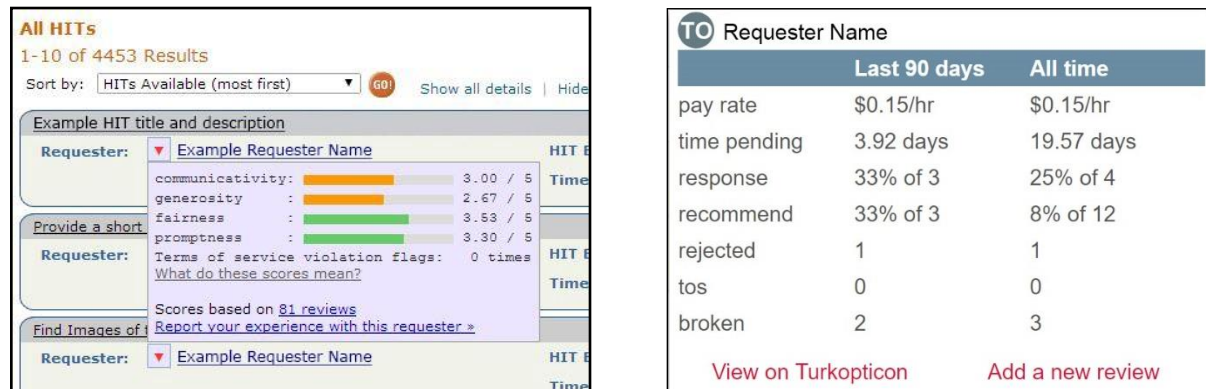 All HITs
1-10 of 4453 Results
Sort by: HITs Available (most first) GO! Show all details | Hide
Example HIT title and description
Requester: Example Requester Name HIT E
communicativity: 3.00 / 5 Time
generosity : 2.67 / 5
fairness : 3.53 / 5
Provide a short
promptness : 3.30 / 5
Requester: Terms of service violation flags: 0 times HIT E
What do these scores mean?
Time
Scores based on 81 reviews
Find Images of
Report your experience with this requester »
Requester: Example Requester Name HIT E
Time
TO Requester Name
Last 90 days All time
pay rate $0.15/hr $0.15/hr
time pending 3.92 days 19.57 days
response 33% of 3 25% of 4
recommend 33% of 3 8% of 12
rejected 1 1
tos 0 0
broken 2 3
View on Turkopticon Add a new review